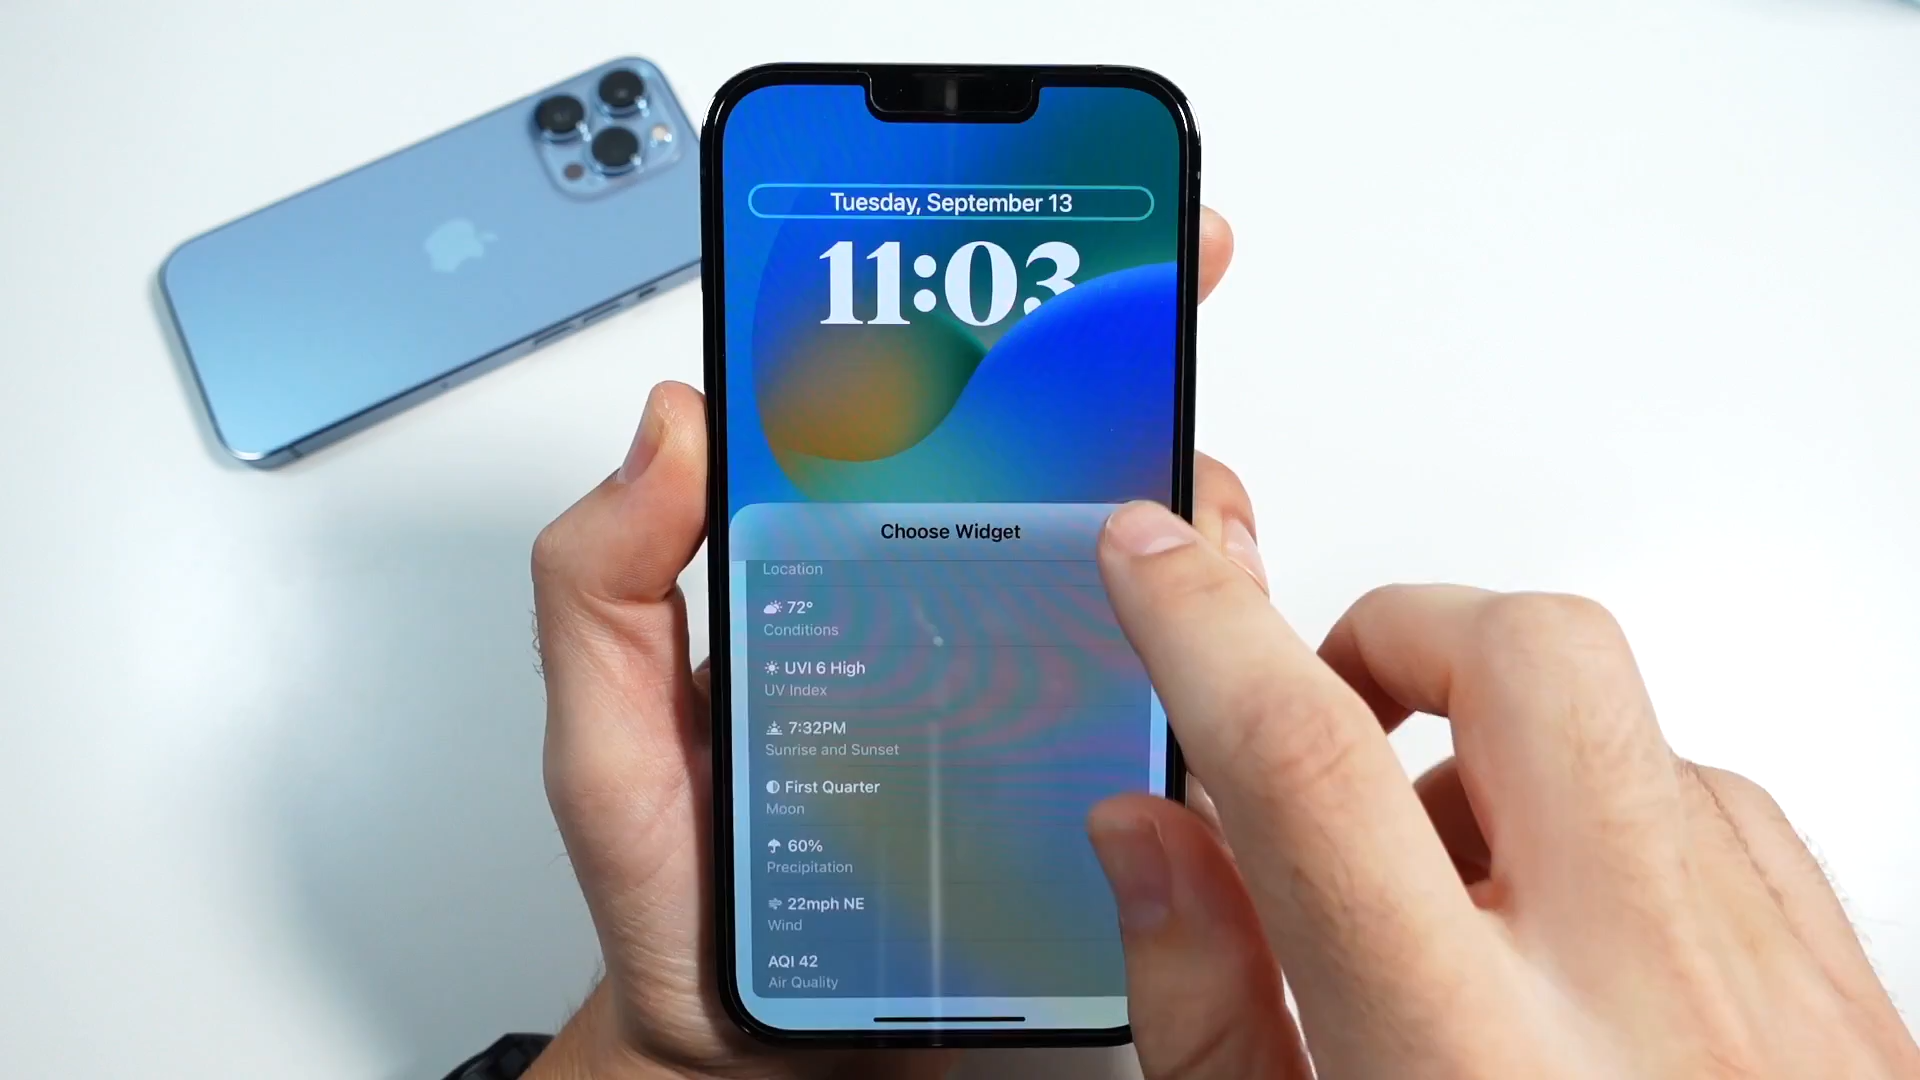 Tuesday, September 13
11:03
Choose Widget
Location
72°
Conditions
UVI 6 High
UV Index
7:32PM
Sunrise and Sunset
First Quarter
Moon
60%
Precipitation
22mph NE
Wind
AQI 42
Air Quality